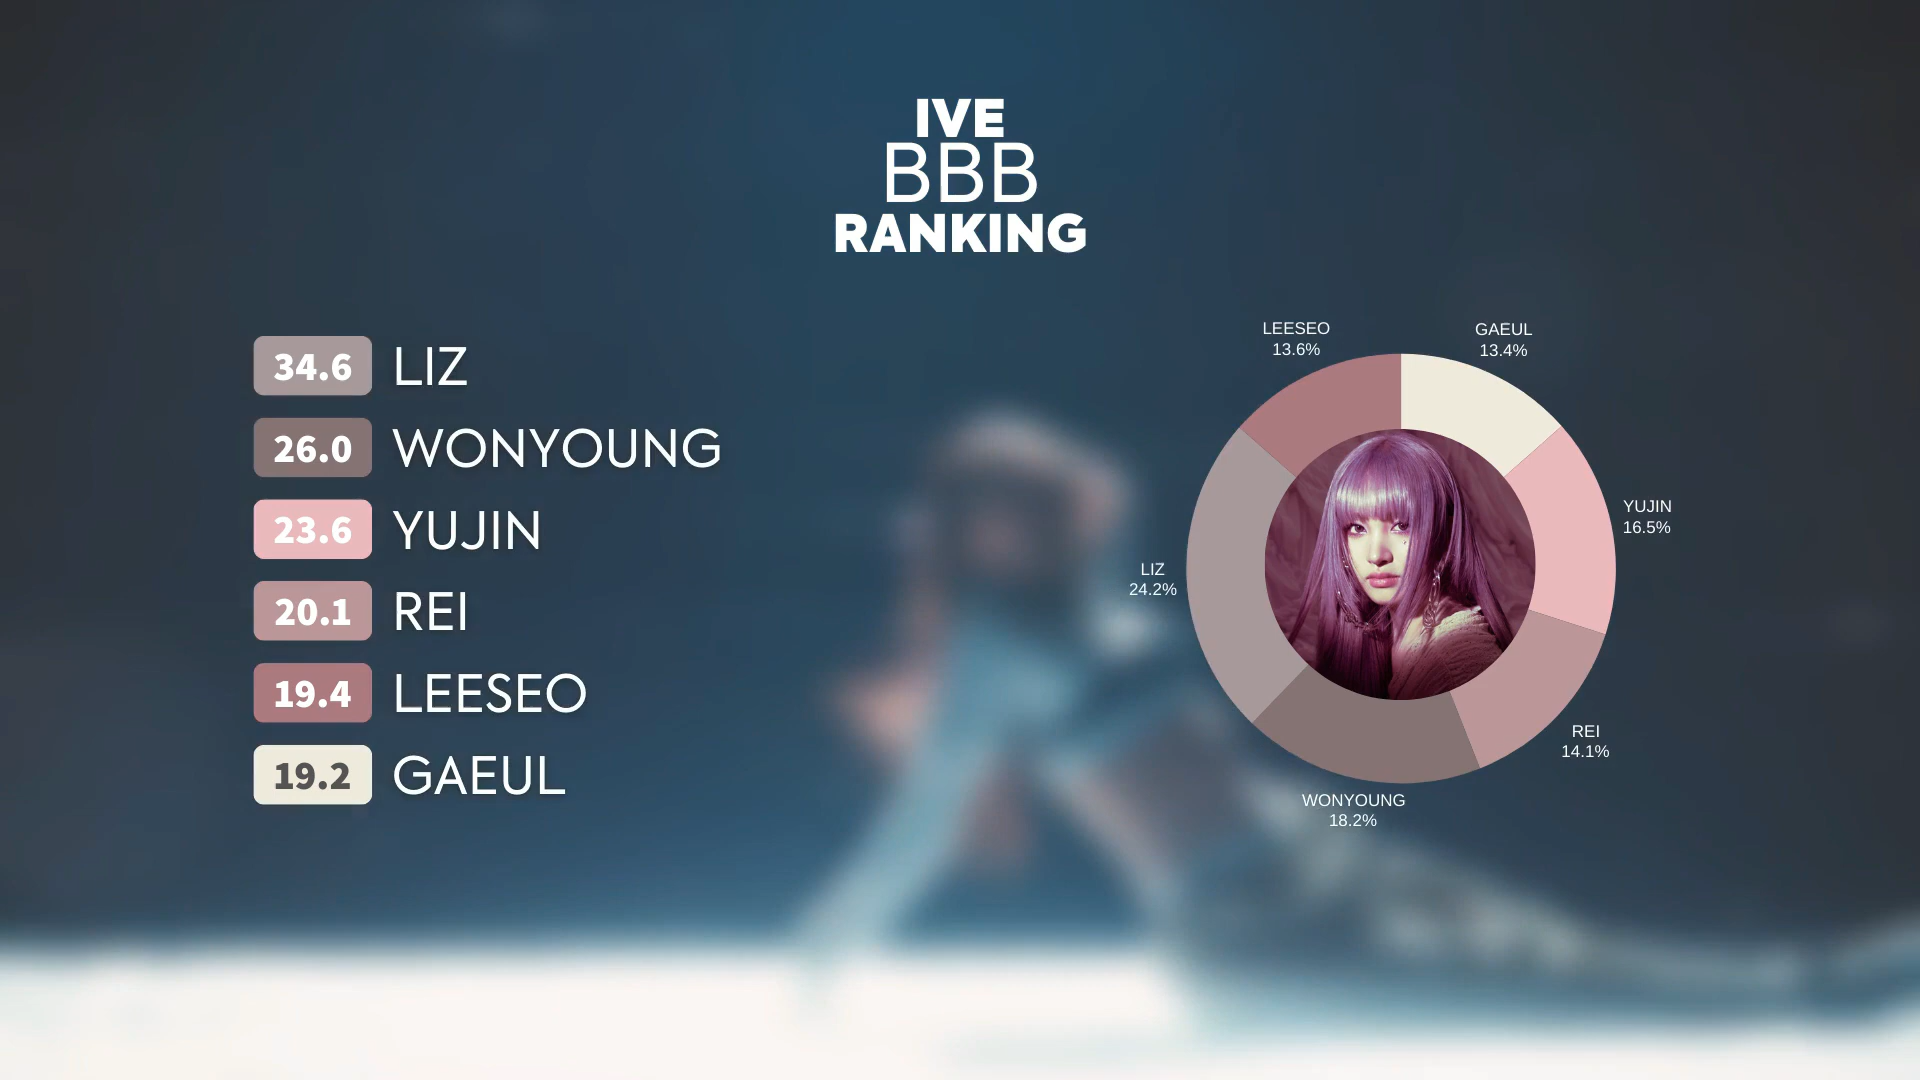 IVE
BBB
RANKING
34.6 LIZ
26.0 WONYOUNG
23.6 YUJIN
20.1 REI
19.4 LEESEO
19.2 GAEUL
LEESEO
13.6%
GAEUL
13.4%
YUJIN
16.5%
LIZ
24.2%
REI
14.1%
WONYOUNG
18.2%